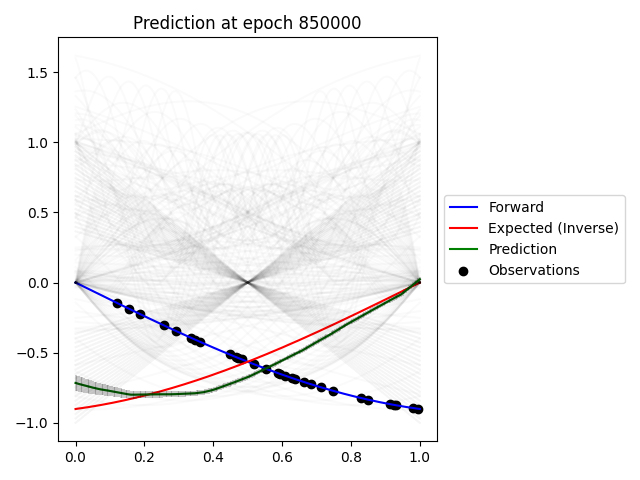 Prediction at epoch 850000
1.5
1.0
0.5
0.0
−0.5
−1.0
0.0
0.2
0.4
0.6
0.8
1.0
Forward
Expected (Inverse)
Prediction
Observations